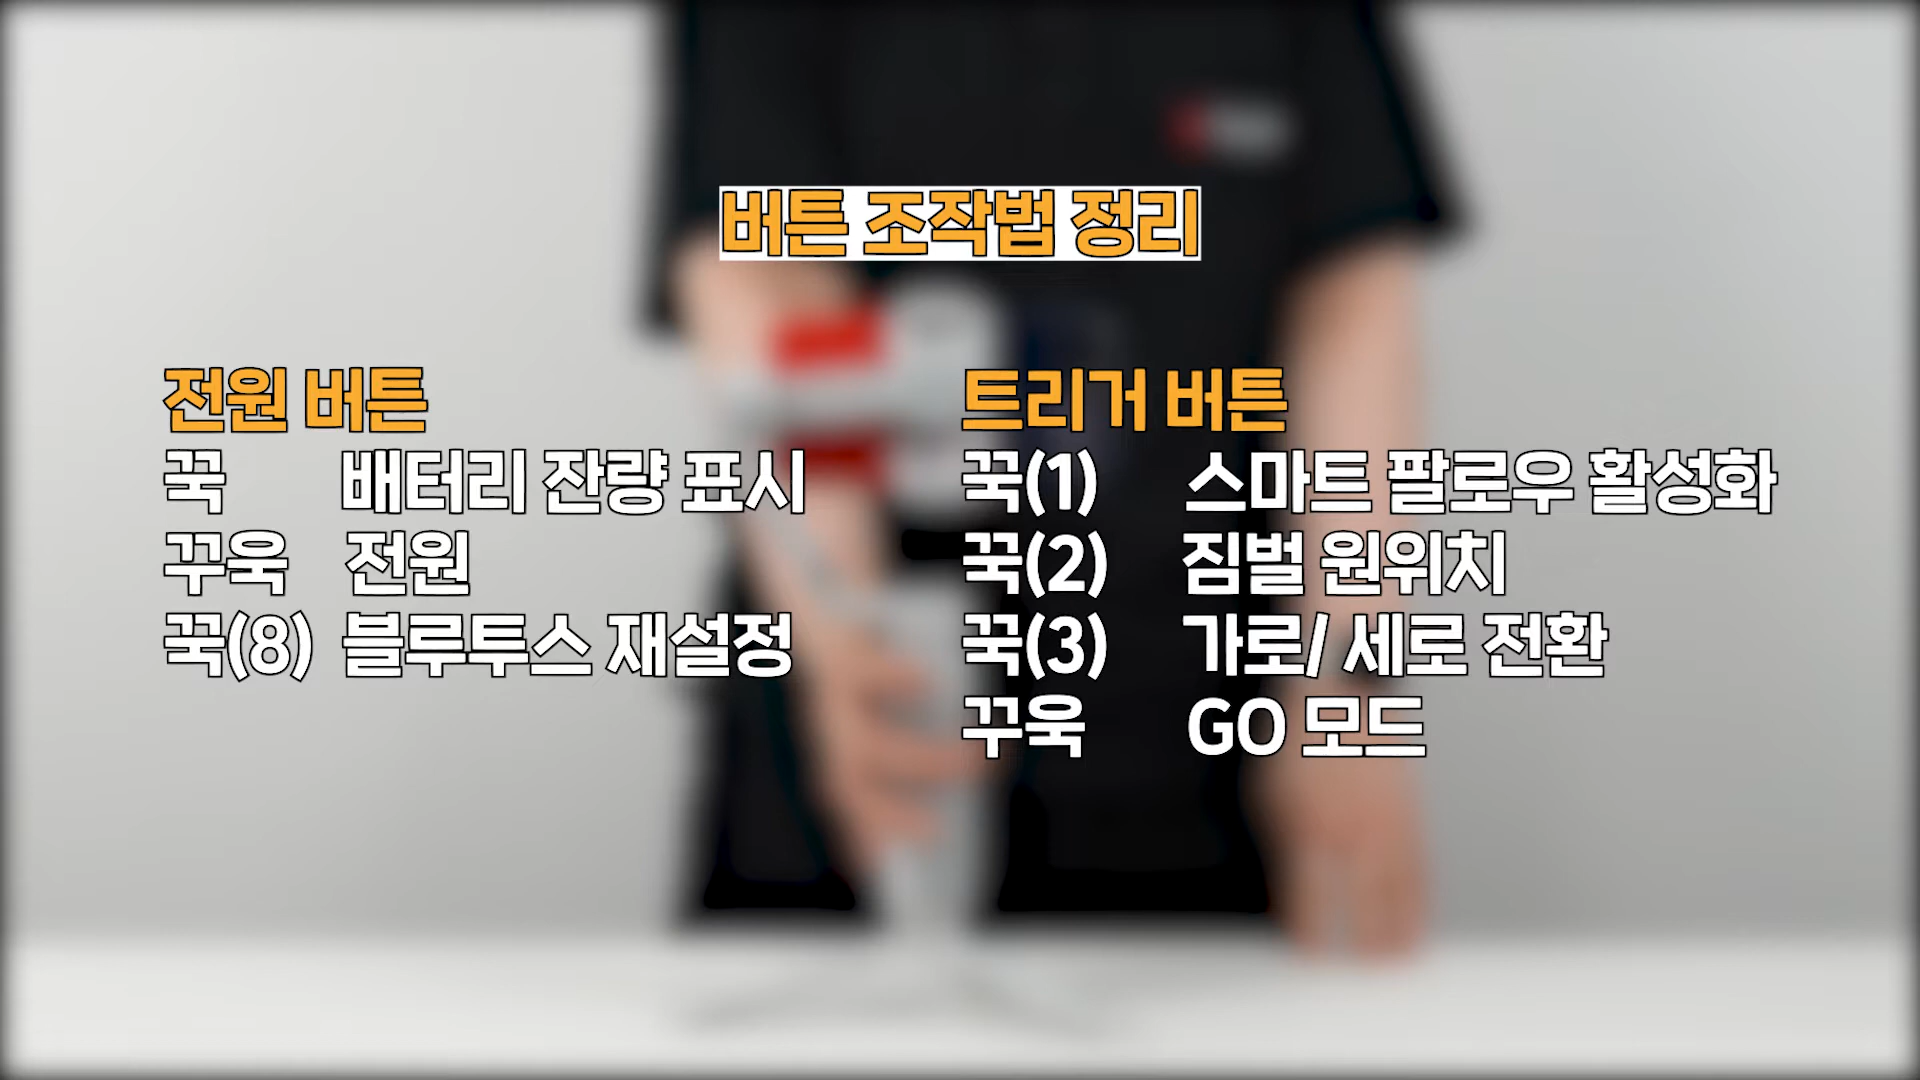 버튼 조작법 정리
전원 버튼
꾹 배터리 잔량 표시
꾸욱 전원
꾹(8) 블루투스 재설정
트리거 버튼
꾹(1) 스마트 팔로우 활성화
꾹(2) 짐벌 원위치
꾹(3) 가로/ 세로 전환
꾸욱 GO 모드